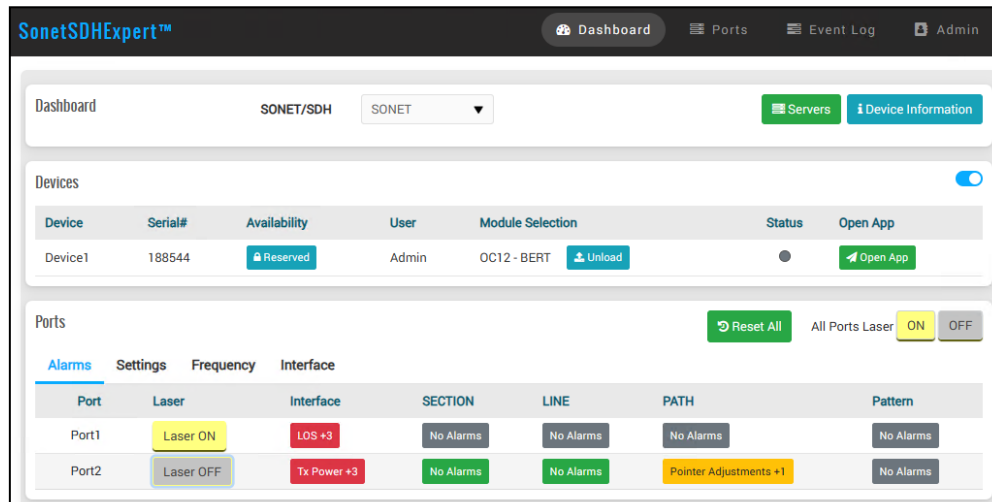 SonetSDHExpert™ Dashboard Ports Event Log Admin
Dashboard SONET/SDH SONET Servers i Device Information
Devices
Device Serial# Availability User Module Selection Status Open App
Device1 188544 Reserved Admin OC12 - BERT Unload Open App
Ports Reset All All Ports Laser ON OFF
Alarms Settings Frequency Interface
Port Laser Interface SECTION LINE PATH Pattern
Port1 Laser ON LOS +3 No Alarms No Alarms No Alarms No Alarms
Port2 Laser OFF Tx Power +3 No Alarms No Alarms Pointer Adjustments +1 No Alarms